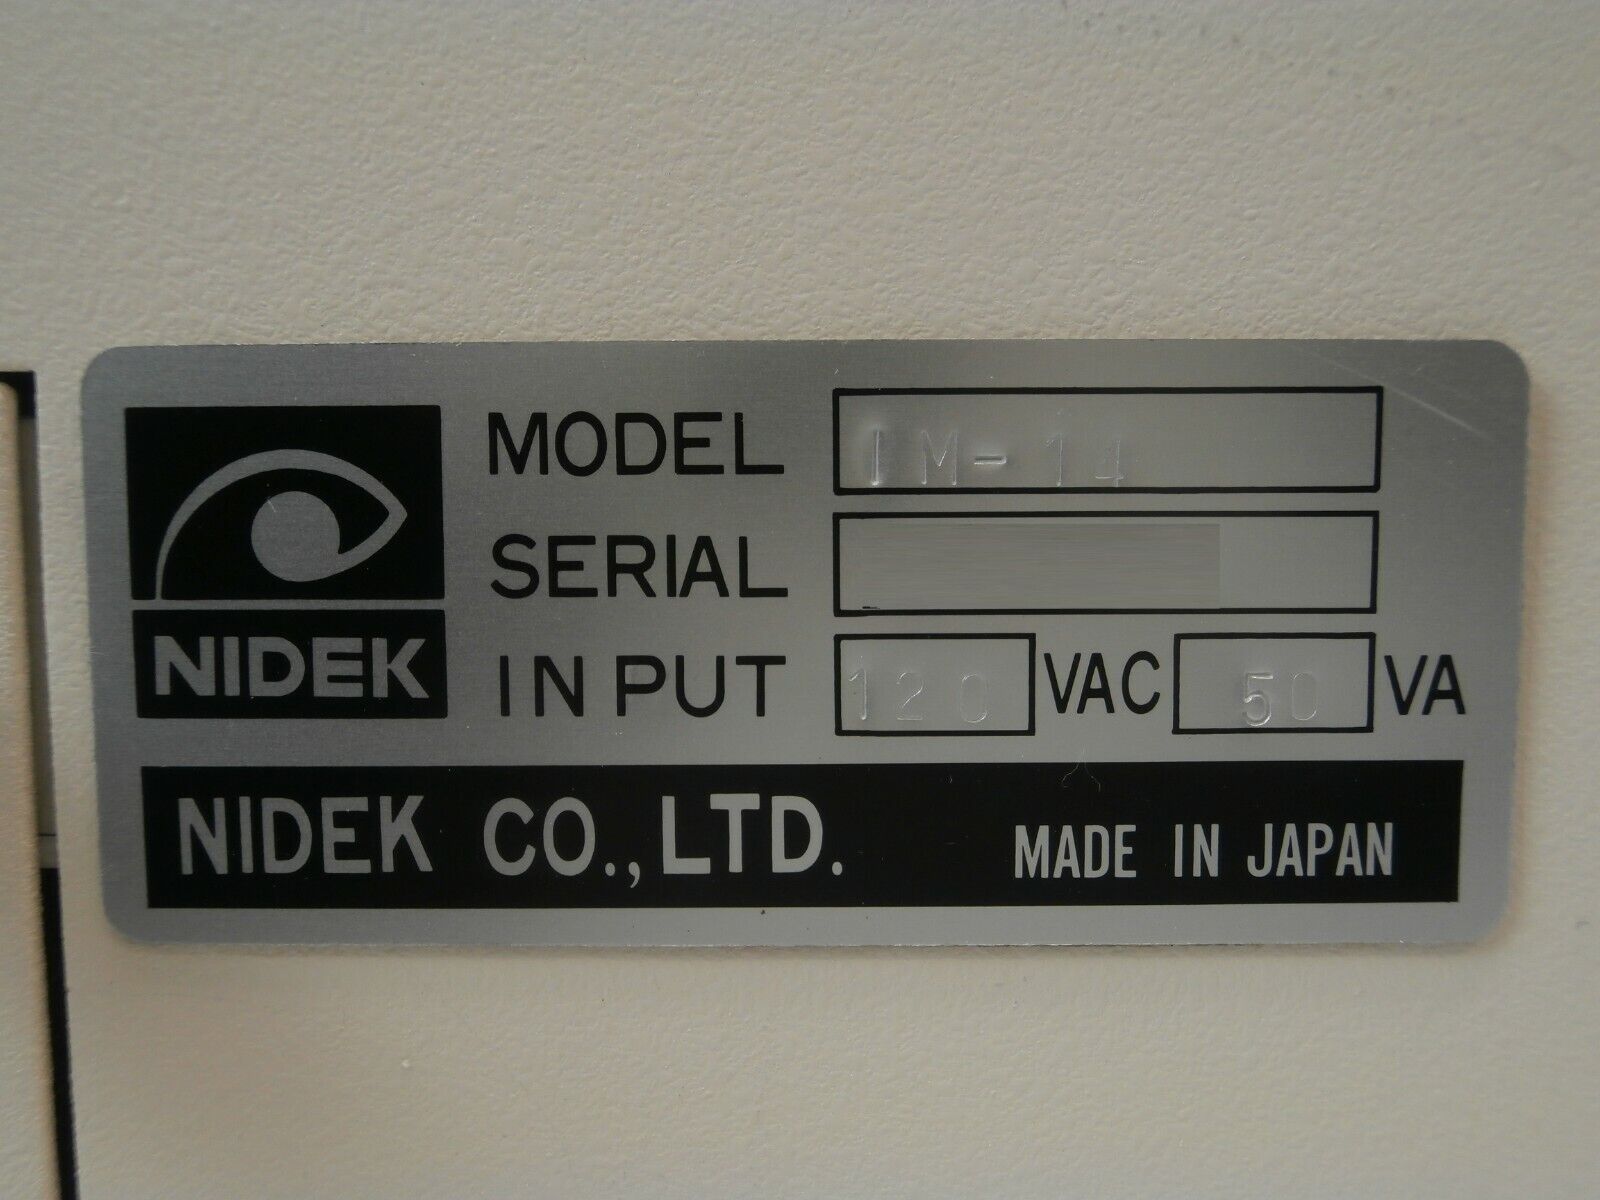 MODEL IM-14
SERIAL
INPUT 120 VAC 50 VA
NIDEK
NIDEK CO., LTD. MADE IN JAPAN